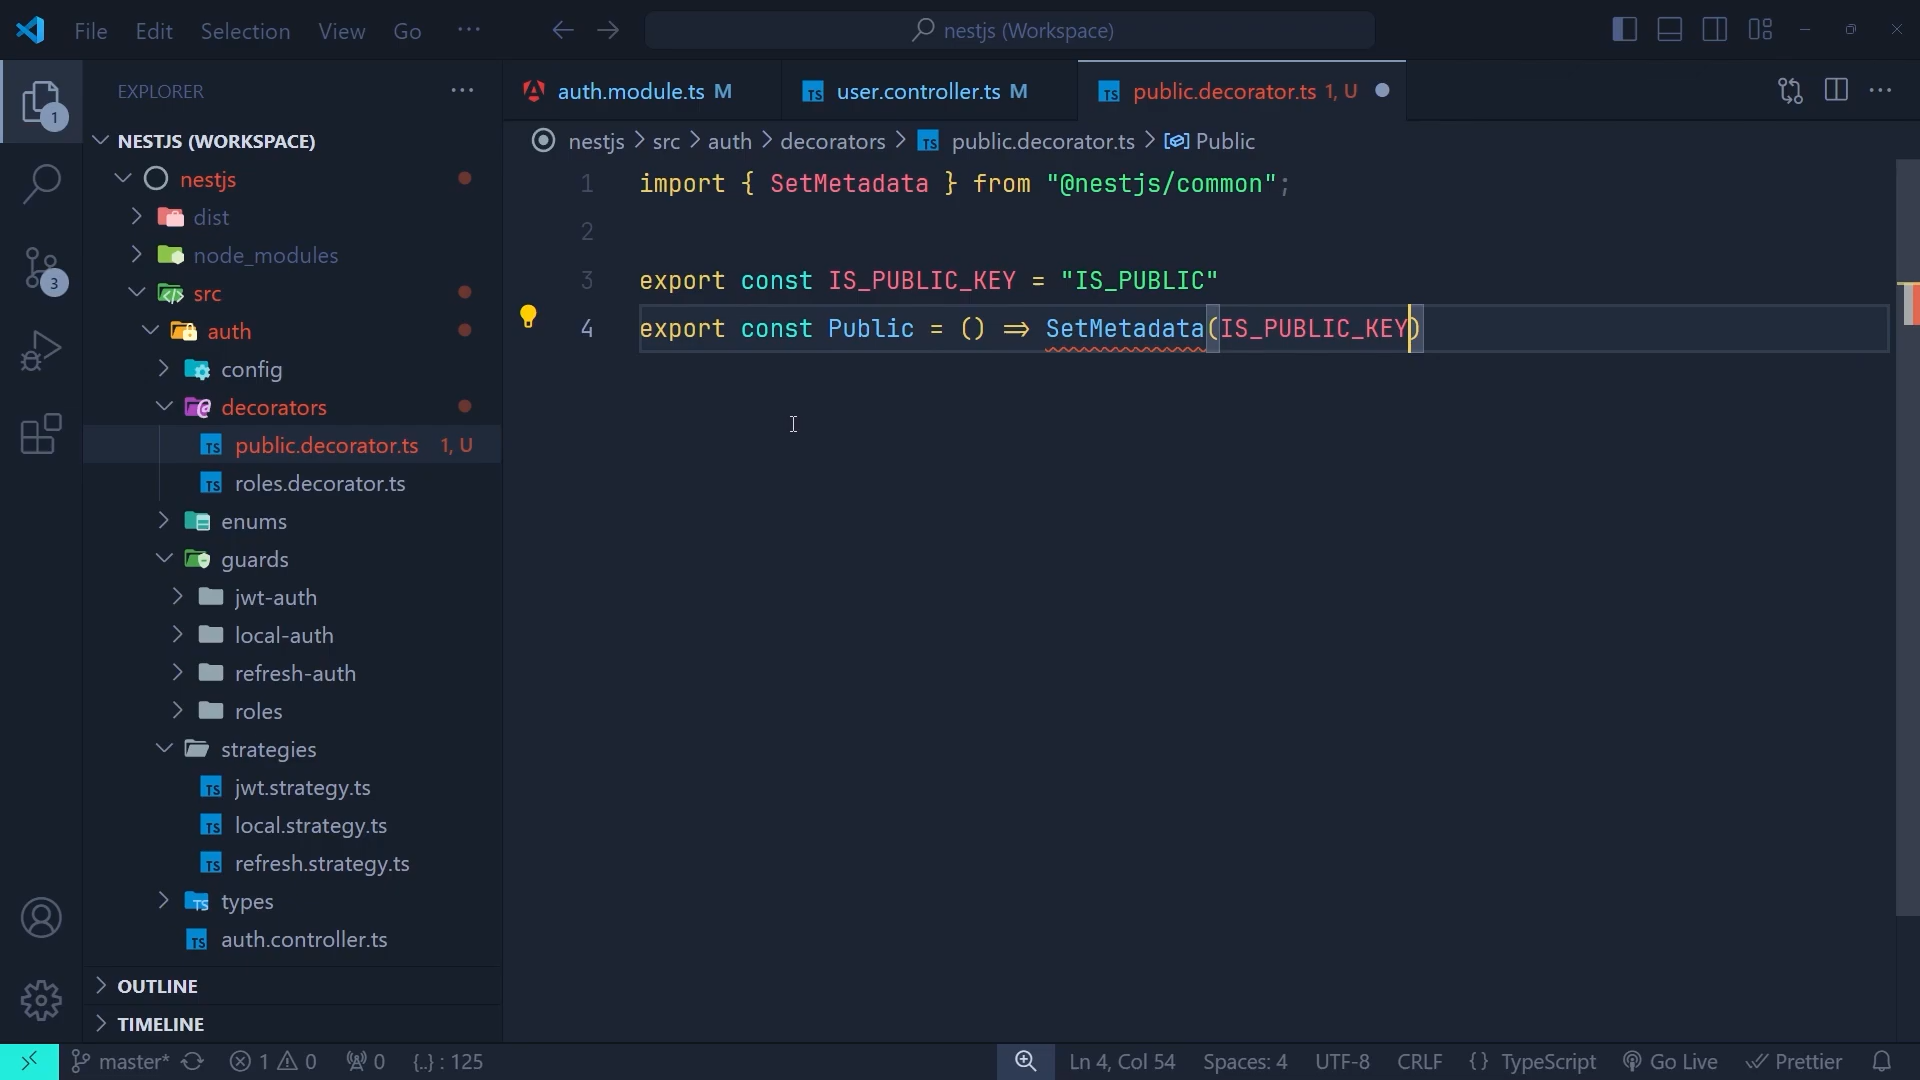 File Edit Selection View Go ···
nestjs (Workspace)
EXPLORER ···
1
3
NESTJS (WORKSPACE)
nestjs
dist
node_modules
src
auth
config
decorators
public.decorator.ts 1, U
roles.decorator.ts
enums
guards
jwt-auth
local-auth
refresh-auth
roles
strategies
jwt.strategy.ts
local.strategy.ts
refresh.strategy.ts
types
auth.controller.ts
OUTLINE
TIMELINE
auth.module.ts M
user.controller.ts M
public.decorator.ts 1, U
nestjs > src > auth > decorators > public.decorator.ts > Public
1 import { SetMetadata } from "@nestjs/common";
2
3 export const IS_PUBLIC_KEY = "IS_PUBLIC"
4 export const Public = () => SetMetadata(IS_PUBLIC_KEY)
master* 1 0 0 {..} : 125 Ln 4, Col 54 Spaces: 4 UTF-8 CRLF {} TypeScript Go Live Prettier